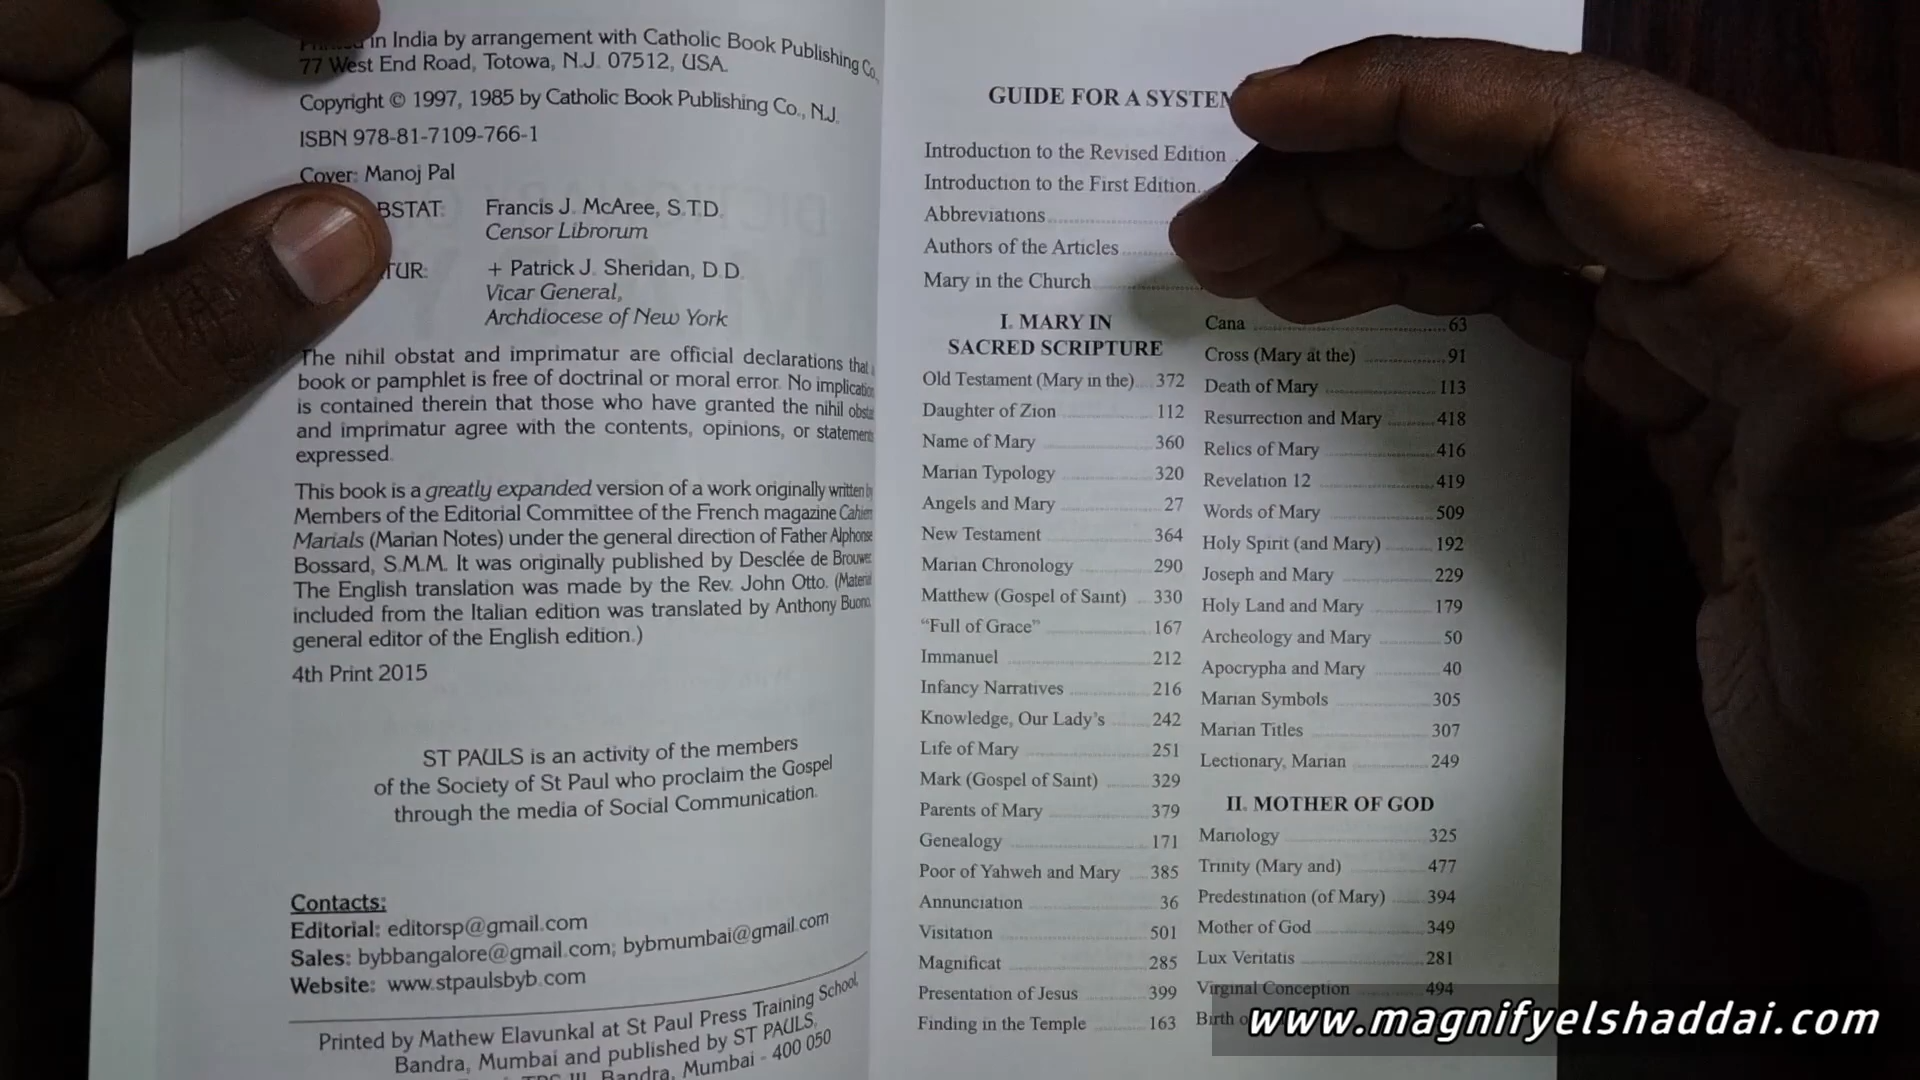 in India by arrangement with Catholic Book Publishing Co.,
77 West End Road, Totowa, N.J. 07512, USA.
Copyright © 1997, 1985 by Catholic Book Publishing Co., N.J.
ISBN 978-81-7109-766-1
Cover: Manoj Pal
BSTAT: Francis J. McAree, S.T.D.
Censor Librorum
TUR: + Patrick J. Sheridan, D.D.
Vicar General,
Archdiocese of New York
The nihil obstat and imprimatur are official declarations that a
book or pamphlet is free of doctrinal or moral error. No implication
is contained therein that those who have granted the nihil obstat
and imprimatur agree with the contents, opinions, or statements
expressed.
This book is a greatly expanded version of a work originally written by
Members of the Editorial Committee of the French magazine Cahiers
Marials (Marian Notes) under the general direction of Father Alphonse
Bossard, S.M.M. It was originally published by Desclée de Brouwer.
The English translation was made by the Rev. John Otto. (Material
included from the Italian edition was translated by Anthony Buono,
general editor of the English edition.)
4th Print 2015
ST PAULS is an activity of the members
of the Society of St Paul who proclaim the Gospel
through the media of Social Communication.
Contacts:
Editorial: editorsp@gmail.com
Sales: bybbangalore@gmail.com; bybmumbai@gmail.com
Website: www.stpaulsbyb.com
Printed by Mathew Elavunkal at St Paul Press Training School,
Bandra, Mumbai and published by ST PAULS,
Bandra, Mumbai - 400 050
GUIDE FOR A SYSTEM
Introduction to the Revised Edition
Introduction to the First Edition
Abbreviations
Authors of the Articles
Mary in the Church
I. MARY IN
SACRED SCRIPTURE
Old Testament (Mary in the) 372
Daughter of Zion 112
Name of Mary 360
Marian Typology 320
Angels and Mary 27
New Testament 364
Marian Chronology 290
Matthew (Gospel of Saint) 330
“Full of Grace” 167
Immanuel 212
Infancy Narratives 216
Knowledge, Our Lady's 242
Life of Mary 251
Mark (Gospel of Saint) 329
Parents of Mary 379
Genealogy 171
Poor of Yahweh and Mary 385
Annunciation 36
Visitation 501
Magnificat 285
Presentation of Jesus 399
Finding in the Temple 163
Cana 63
Cross (Mary at the) 91
Death of Mary 113
Resurrection and Mary 418
Relics of Mary 416
Revelation 12 419
Words of Mary 509
Holy Spirit (and Mary) 192
Joseph and Mary 229
Holy Land and Mary 179
Archeology and Mary 50
Apocrypha and Mary 40
Marian Symbols 305
Marian Titles 307
Lectionary, Marian 249
II. MOTHER OF GOD
Mariology 325
Trinity (Mary and) 477
Predestination (of Mary) 394
Mother of God 349
Lux Veritatis 281
Virginal Conception 494
Birth
www.magnifyelshaddai.com